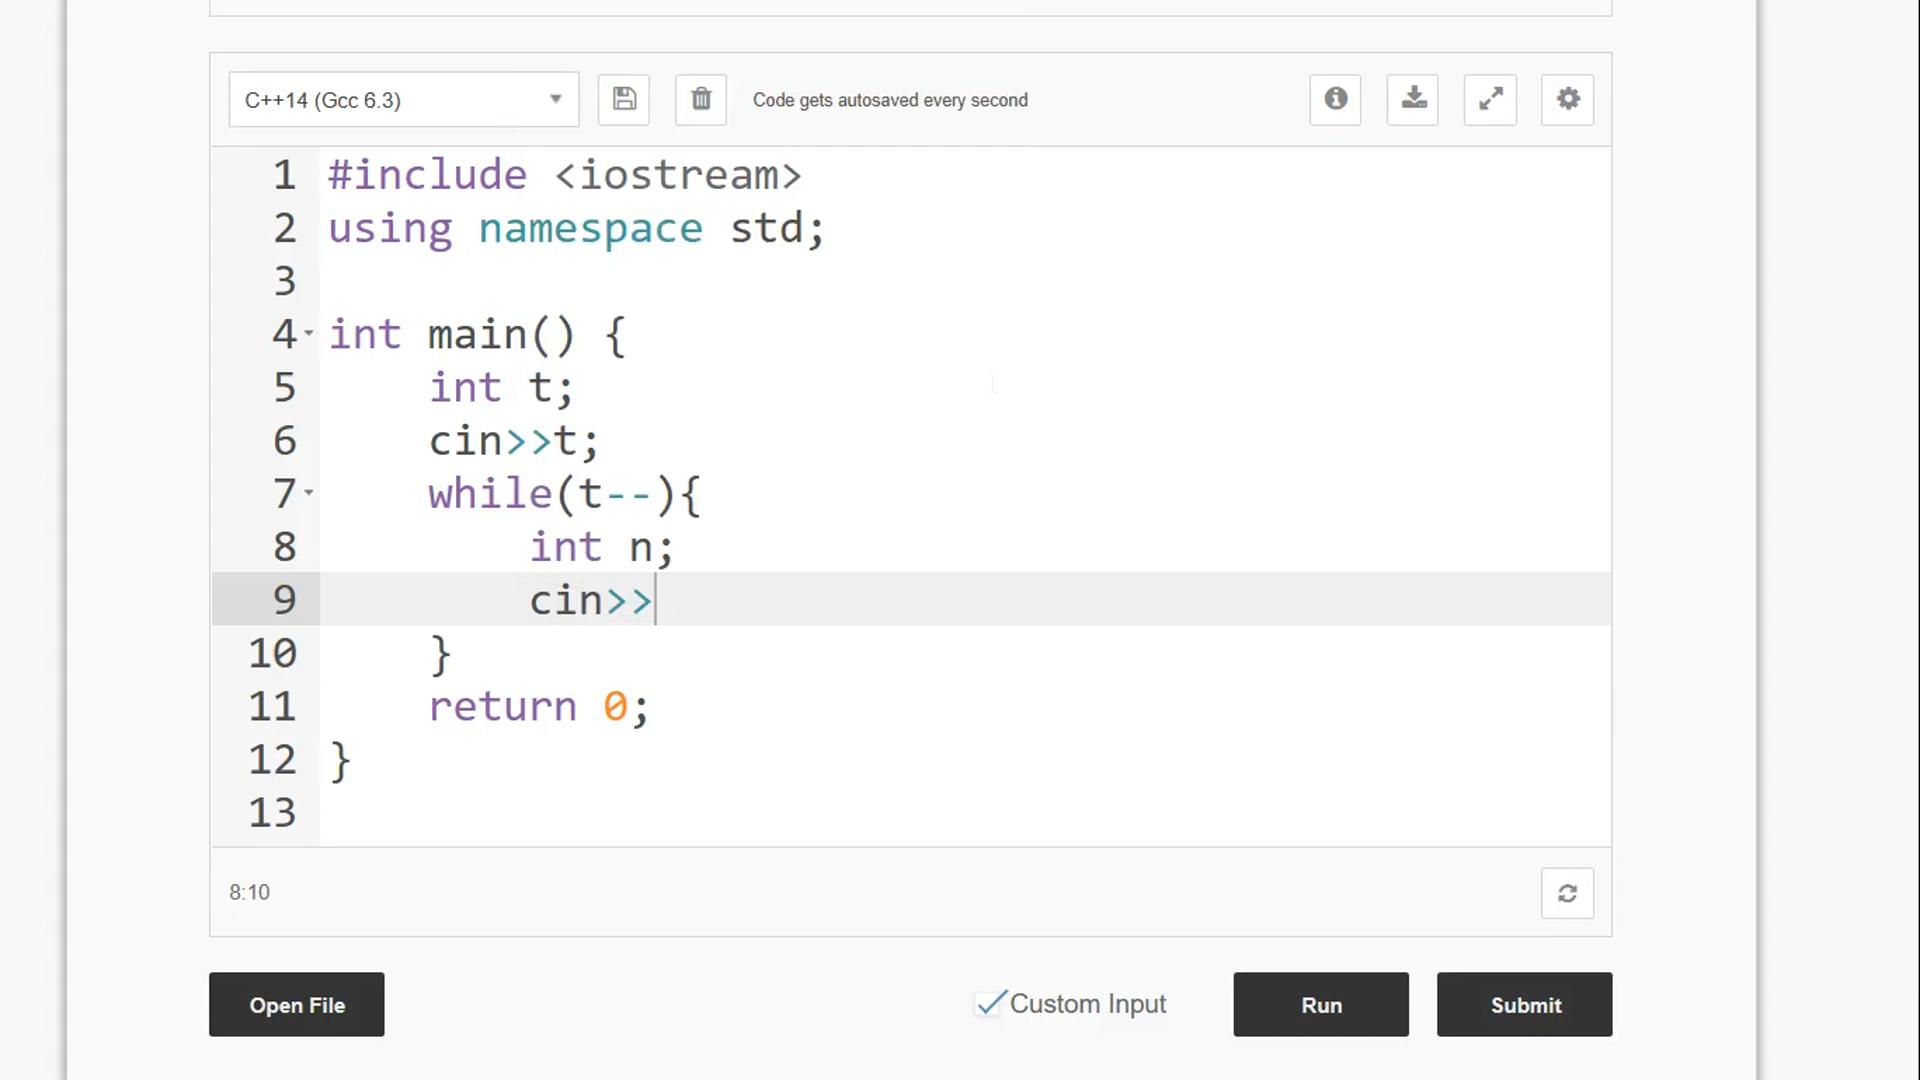 C++14 (Gcc 6.3) Code gets autosaved every second
1 #include <iostream>
2 using namespace std;
3
4 int main() {
5     int t;
6     cin>>t;
7     while(t--){
8         int n;
9         cin>>
10     }
11     return 0;
12 }
13
8:10
Open File Custom Input Run Submit